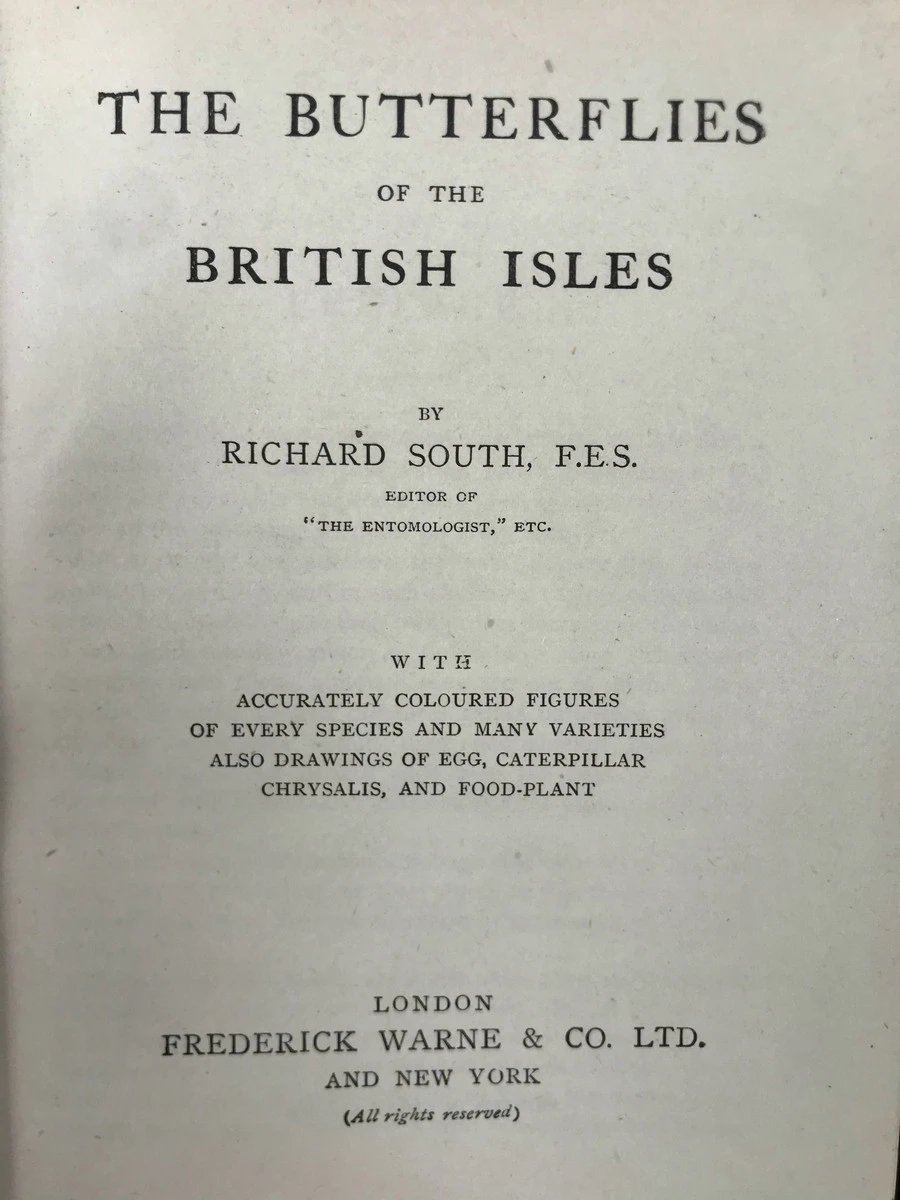 THE BUTTERFLIES
OF THE
BRITISH ISLES
BY
RICHARD SOUTH, F.E.S.
EDITOR OF
"THE ENTOMOLOGIST," ETC.
WITH
ACCURATELY COLOURED FIGURES
OF EVERY SPECIES AND MANY VARIETIES
ALSO DRAWINGS OF EGG, CATERPILLAR
CHRYSALIS, AND FOOD-PLANT
LONDON
FREDERICK WARNE & CO. LTD.
AND NEW YORK
(All rights reserved)